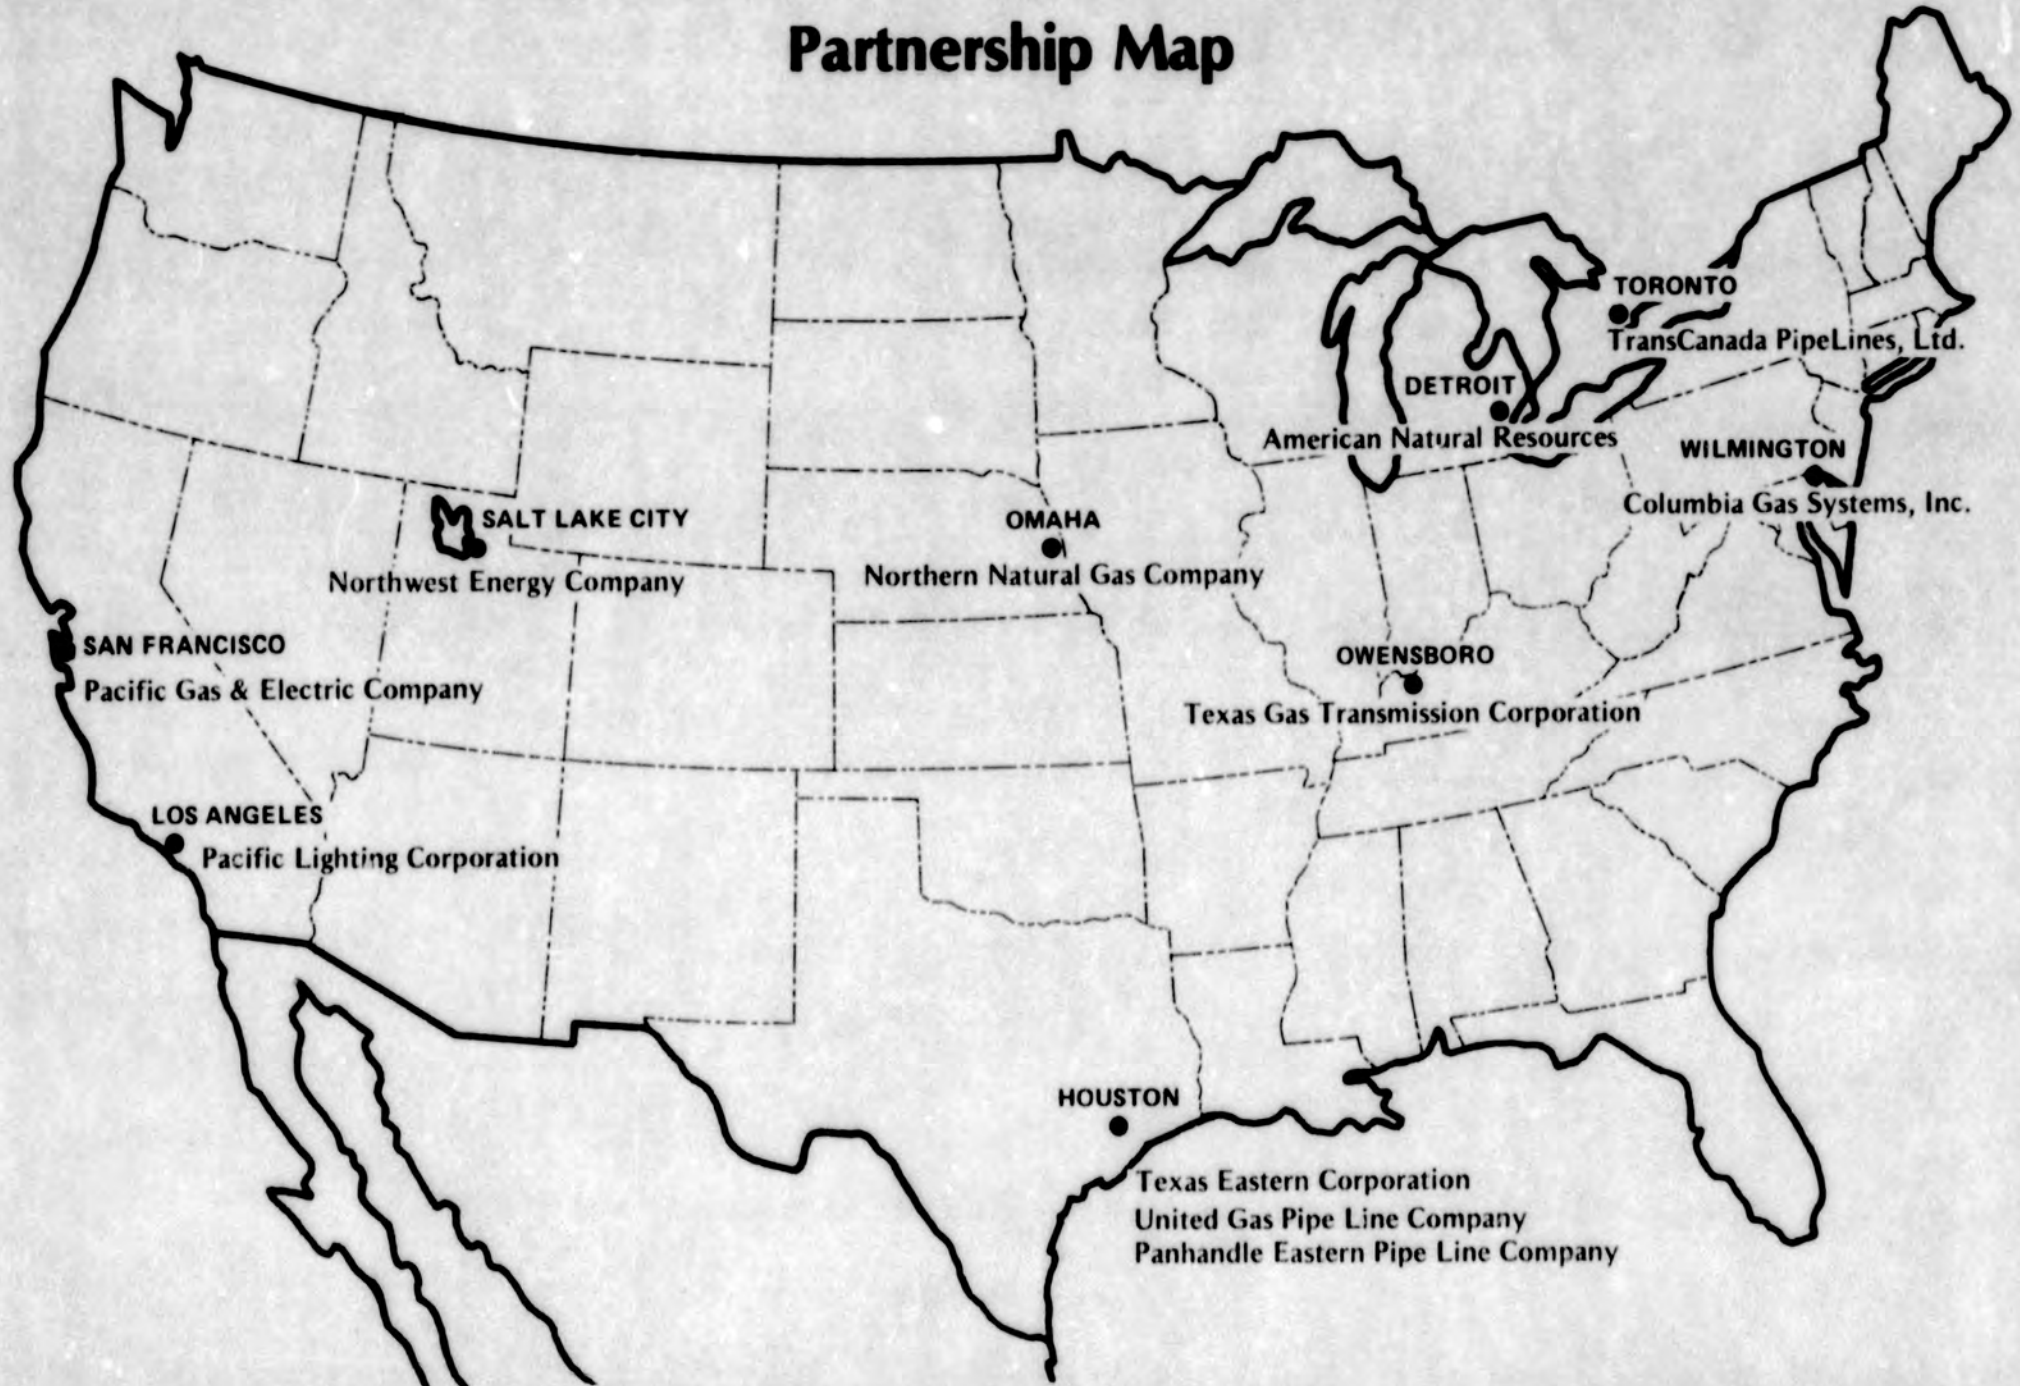 Partnership Map
TORONTO
TransCanada PipeLines, Ltd.
DETROIT
American Natural Resources
WILMINGTON
Columbia Gas Systems, Inc.
SALT LAKE CITY
Northwest Energy Company
OMAHA
Northern Natural Gas Company
SAN FRANCISCO
Pacific Gas & Electric Company
OWENSBORO
Texas Gas Transmission Corporation
LOS ANGELES
Pacific Lighting Corporation
HOUSTON
Texas Eastern Corporation
United Gas Pipe Line Company
Panhandle Eastern Pipe Line Company